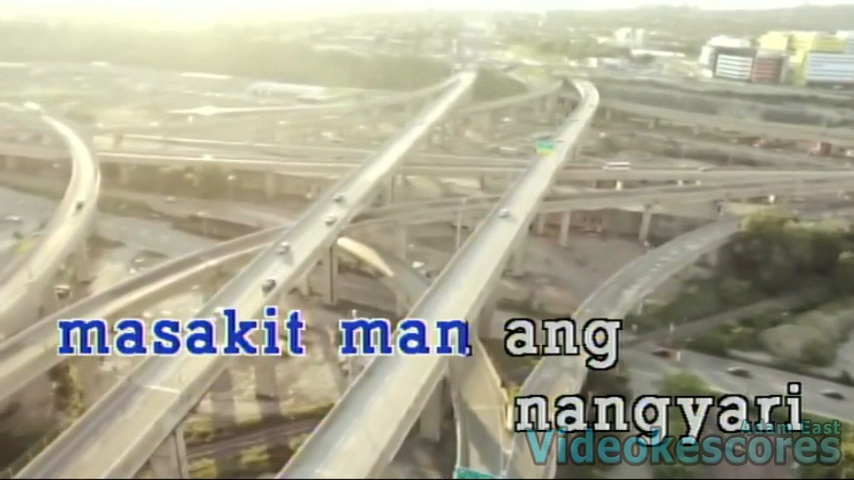 masakit man ang
nangyari
Adam East
Videokescores